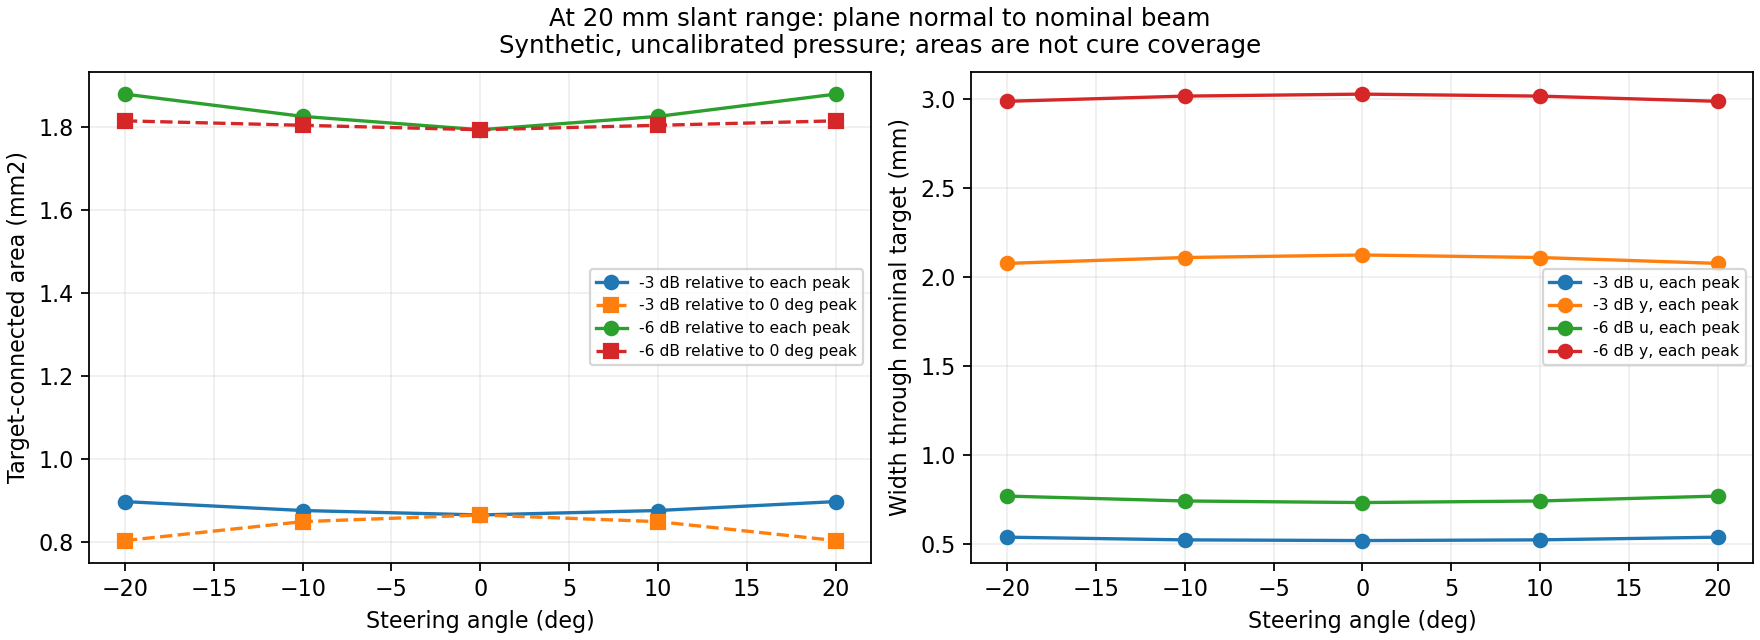 At 20 mm slant range: plane normal to nominal beam
Synthetic, uncalibrated pressure; areas are not cure coverage
Target-connected area (mm2)
1.8
1.6
1.4
1.2
1.0
0.8
-3 dB relative to each peak
-3 dB relative to 0 deg peak
-6 dB relative to each peak
-6 dB relative to 0 deg peak
−20 −15 −10 −5 0 5 10 15 20
Steering angle (deg)
Width through nominal target (mm)
3.0
2.5
2.0
1.5
1.0
0.5
-3 dB u, each peak
-3 dB y, each peak
-6 dB u, each peak
-6 dB y, each peak
−20 −15 −10 −5 0 5 10 15 20
Steering angle (deg)